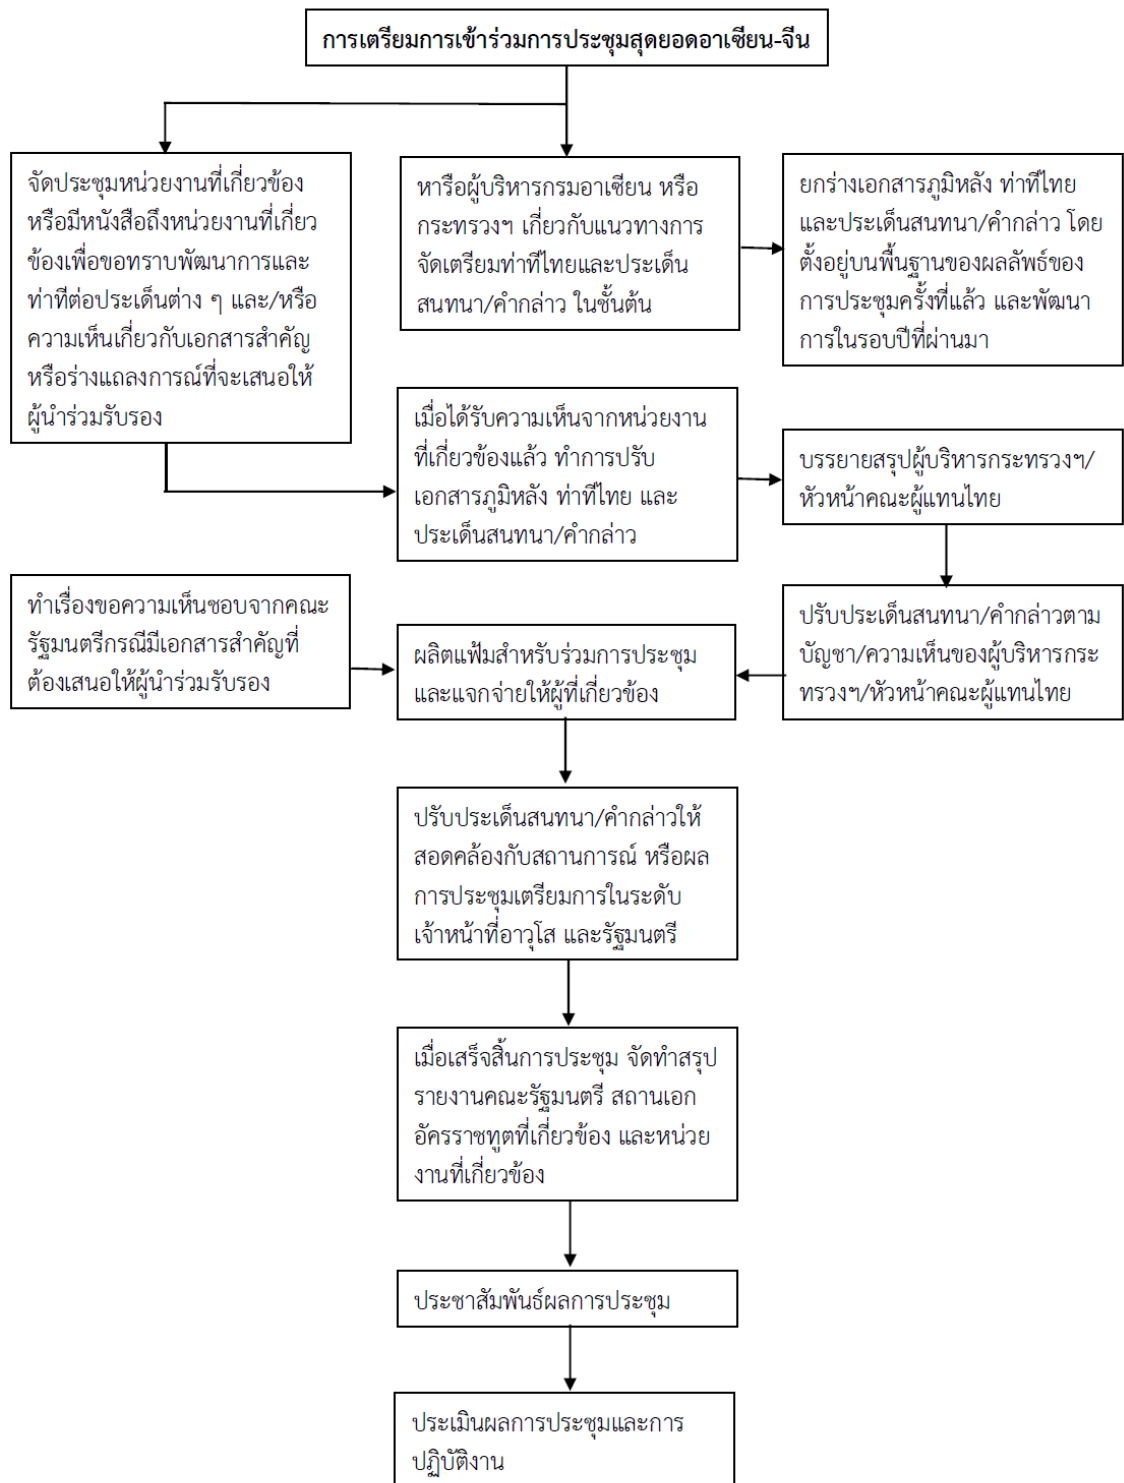 การเตรียมการเข้าร่วมการประชุมสุดยอดอาเซียน-จีน
จัดประชุมหน่วยงานที่เกี่ยวข้อง
หรือมีหนังสือถึงหน่วยงานที่เกี่ยว
ข้องเพื่อขอทราบพัฒนาการและ
ท่าทีต่อประเด็นต่าง ๆ และ/หรือ
ความเห็นเกี่ยวกับเอกสารสำคัญ
หรือร่างแถลงการณ์ที่จะเสนอให้
ผู้นำร่วมรับรอง
หารือผู้บริหารกรมอาเซียน หรือ
กระทรวงฯ เกี่ยวกับแนวทางการ
จัดเตรียมท่าทีไทยและประเด็น
สนทนา/คำกล่าว ในชั้นต้น
ยกร่างเอกสารภูมิหลัง ท่าทีไทย
และประเด็นสนทนา/คำกล่าว โดย
ตั้งอยู่บนพื้นฐานของผลลัพธ์ของ
การประชุมครั้งที่แล้ว และพัฒนา
การในรอบปีที่ผ่านมา
เมื่อได้รับความเห็นจากหน่วยงาน
ที่เกี่ยวข้องแล้ว ทำการปรับ
เอกสารภูมิหลัง ท่าทีไทย และ
ประเด็นสนทนา/คำกล่าว
บรรยายสรุปผู้บริหารกระทรวงฯ/
หัวหน้าคณะผู้แทนไทย
ทำเรื่องขอความเห็นชอบจากคณะ
รัฐมนตรีกรณีมีเอกสารสำคัญที่
ต้องเสนอให้ผู้นำร่วมรับรอง
ผลิตแฟ้มสำหรับร่วมการประชุม
และแจกจ่ายให้ผู้ที่เกี่ยวข้อง
ปรับประเด็นสนทนา/คำกล่าวตาม
บัญชา/ความเห็นของผู้บริหารกระ
ทรวงฯ/หัวหน้าคณะผู้แทนไทย
ปรับประเด็นสนทนา/คำกล่าวให้
สอดคล้องกับสถานการณ์ หรือผล
การประชุมเตรียมการในระดับ
เจ้าหน้าที่อาวุโส และรัฐมนตรี
เมื่อเสร็จสิ้นการประชุม จัดทำสรุป
รายงานคณะรัฐมนตรี สถานเอก
อัครราชทูตที่เกี่ยวข้อง และหน่วย
งานที่เกี่ยวข้อง
ประชาสัมพันธ์ผลการประชุม
ประเมินผลการประชุมและการ
ปฏิบัติงาน